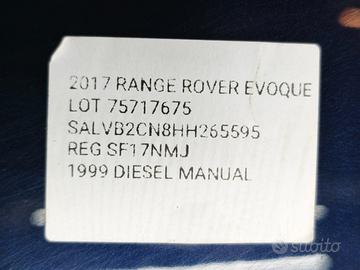 2017 RANGE ROVER EVOQUE
LOT 75717675
SALVB2CN8HH265595
REG SF17NMJ
1999 DIESEL MANUAL
subito